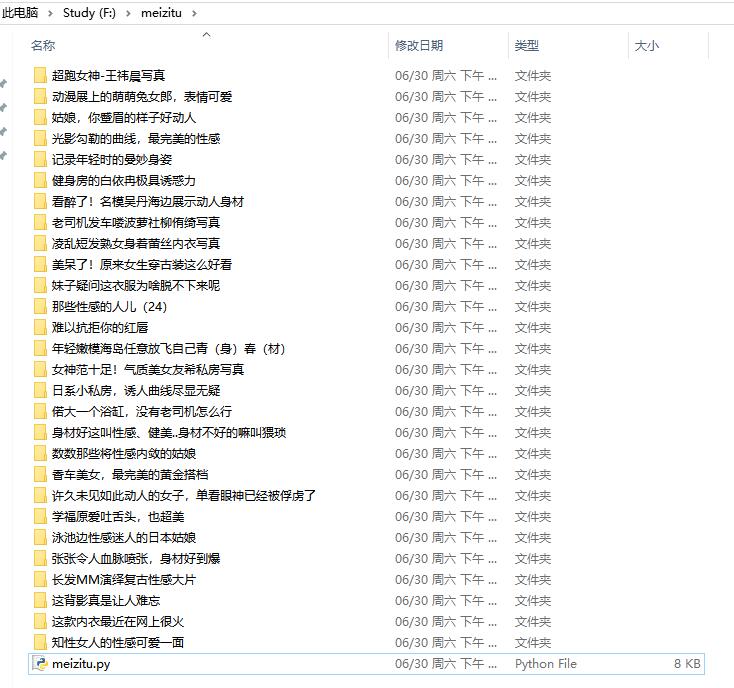 此电脑 > Study (F:) > meizitu >
名称 修改日期 类型 大小
超跑女神-王祎晨写真 06/30 周六 下午 ... 文件夹
动漫展上的萌萌兔女郎，表情可爱 06/30 周六 下午 ... 文件夹
姑娘，你蹙眉的样子好动人 06/30 周六 下午 ... 文件夹
光影勾勒的曲线，最完美的性感 06/30 周六 下午 ... 文件夹
记录年轻时的曼妙身姿 06/30 周六 下午 ... 文件夹
健身房的白依冉极具诱惑力 06/30 周六 下午 ... 文件夹
看醉了！名模吴丹海边展示动人身材 06/30 周六 下午 ... 文件夹
老司机发车喽菠萝社柳侑绮写真 06/30 周六 下午 ... 文件夹
凌乱短发熟女身着蕾丝内衣写真 06/30 周六 下午 ... 文件夹
美呆了！原来女生穿古装这么好看 06/30 周六 下午 ... 文件夹
妹子疑问这衣服为啥脱不下来呢 06/30 周六 下午 ... 文件夹
那些性感的人儿（24） 06/30 周六 下午 ... 文件夹
难以抗拒你的红唇 06/30 周六 下午 ... 文件夹
年轻嫩模海岛任意放飞自己青（身）春（材） 06/30 周六 下午 ... 文件夹
女神范十足！气质美女友希私房写真 06/30 周六 下午 ... 文件夹
日系小私房，诱人曲线尽显无疑 06/30 周六 下午 ... 文件夹
偌大一个浴缸，没有老司机怎么行 06/30 周六 下午 ... 文件夹
身材好这叫性感、健美..身材不好的嘛叫猥琐 06/30 周六 下午 ... 文件夹
数数那些将性感内敛的姑娘 06/30 周六 下午 ... 文件夹
香车美女，最完美的黄金搭档 06/30 周六 下午 ... 文件夹
许久未见如此动人的女子，单看眼神已经被俘虏了 06/30 周六 下午 ... 文件夹
学福原爱吐舌头，也超美 06/30 周六 下午 ... 文件夹
泳池边性感迷人的日本姑娘 06/30 周六 下午 ... 文件夹
张张令人血脉喷张，身材好到爆 06/30 周六 下午 ... 文件夹
长发MM演绎复古性感大片 06/30 周六 下午 ... 文件夹
这背影真是让人难忘 06/30 周六 下午 ... 文件夹
这款内衣最近在网上很火 06/30 周六 下午 ... 文件夹
知性女人的性感可爱一面 06/30 周六 下午 ... 文件夹
meizitu.py 06/30 周六 下午 ... Python File 8 KB